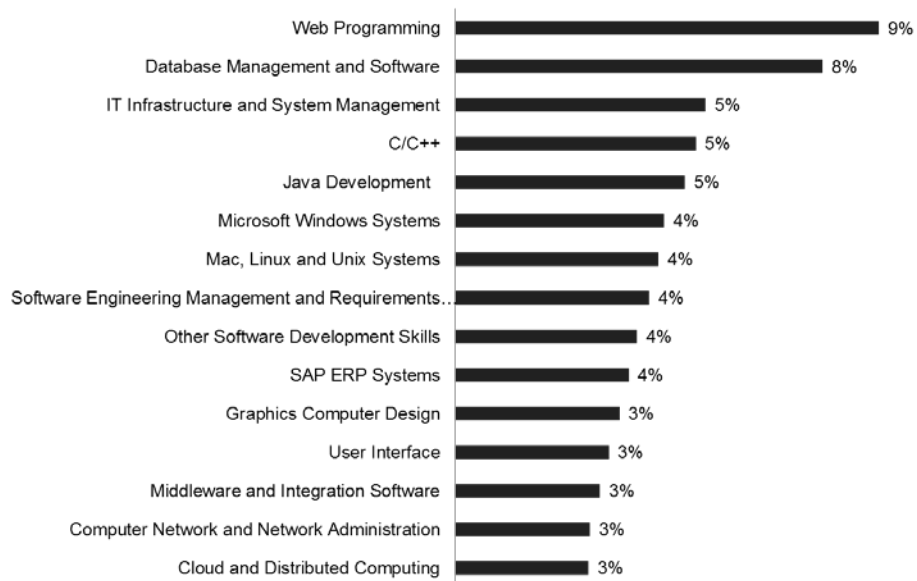 Web Programming 9%
Database Management and Software 8%
IT Infrastructure and System Management 5%
C/C++ 5%
Java Development 5%
Microsoft Windows Systems 4%
Mac, Linux and Unix Systems 4%
Software Engineering Management and Requirements… 4%
Other Software Development Skills 4%
SAP ERP Systems 4%
Graphics Computer Design 3%
User Interface 3%
Middleware and Integration Software 3%
Computer Network and Network Administration 3%
Cloud and Distributed Computing 3%